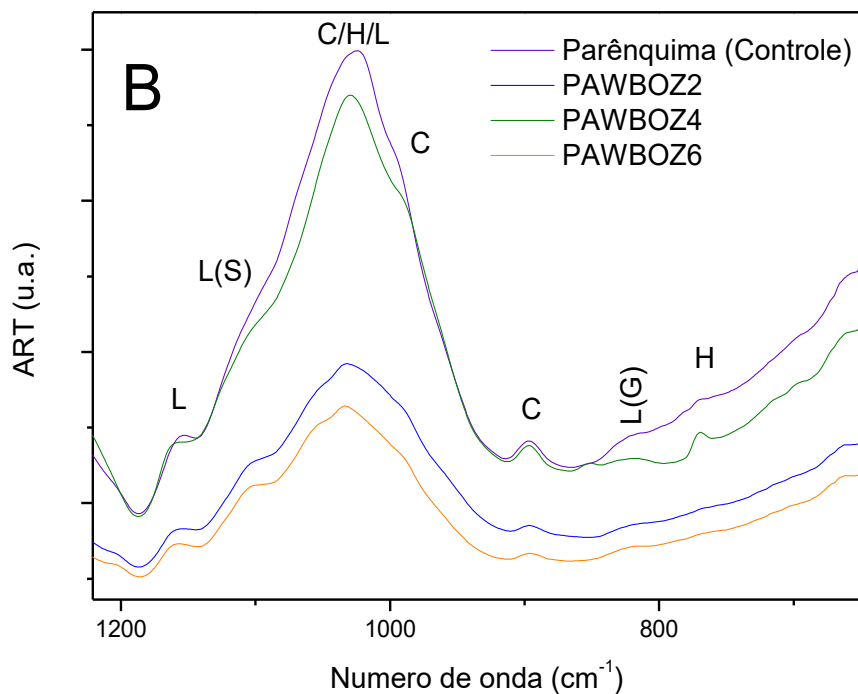 B
C/H/L
Parênquima (Controle)
PAWBOZ2
PAWBOZ4
PAWBOZ6
C
L(S)
L
C
L(G)
H
ART (u.a.)
1200
1000
800
Numero de onda (cm⁻¹)